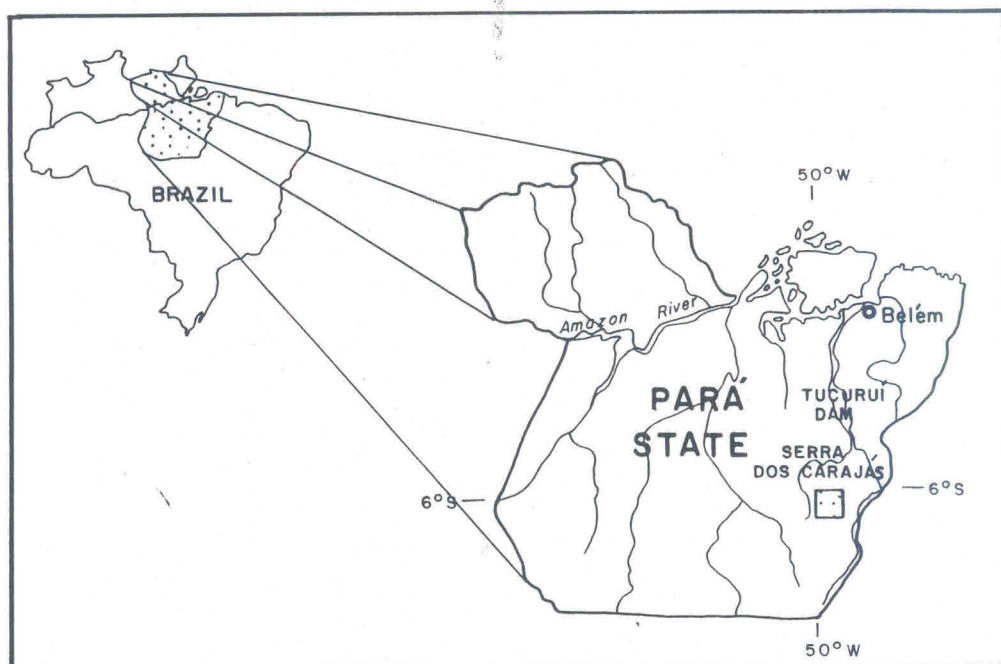 BRAZIL
50°W
Amazon River
Belém
PARÁ
STATE
TUCURUÍ
DAM
SERRA
DOS CARAJÁS
6°S
6°S
50°W